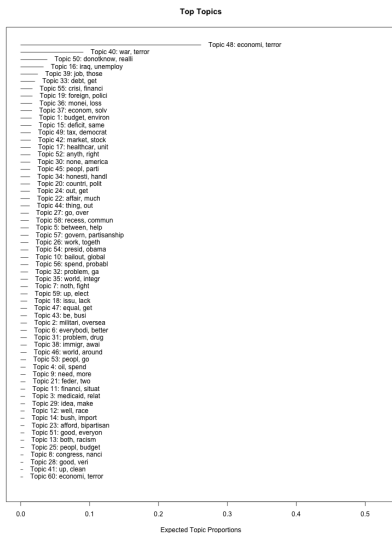 Top Topics
Topic 48: economi, terror
Topic 40: war, terror
Topic 50: donotknow, realli
Topic 16: iraq, unemploy
Topic 39: job, those
Topic 33: debt, get
Topic 55: crisi, financi
Topic 19: foreign, polici
Topic 36: monei, loss
Topic 37: econom, solv
Topic 1: budget, environ
Topic 15: deficit, same
Topic 49: tax, democrat
Topic 42: market, stock
Topic 17: healthcar, unit
Topic 52: anyth, right
Topic 30: none, america
Topic 45: peopl, parti
Topic 34: honesti, handl
Topic 20: countri, polit
Topic 24: out, get
Topic 22: affair, much
Topic 44: thing, out
Topic 27: go, over
Topic 58: recess, commun
Topic 5: between, help
Topic 57: govern, partisanship
Topic 26: work, togeth
Topic 54: presid, obama
Topic 10: bailout, global
Topic 56: spend, probabl
Topic 32: problem, ga
Topic 35: world, integr
Topic 7: noth, fight
Topic 59: up, elect
Topic 18: issu, lack
Topic 47: equal, get
Topic 43: be, busi
Topic 2: militari, oversea
Topic 6: everybodi, better
Topic 31: problem, drug
Topic 38: immigr, awai
Topic 46: world, around
Topic 53: peopl, go
Topic 4: oil, spend
Topic 9: need, more
Topic 21: feder, two
Topic 11: financi, situat
Topic 3: medicaid, relat
Topic 29: idea, make
Topic 12: well, race
Topic 14: bush, import
Topic 23: afford, bipartisan
Topic 51: good, everyon
Topic 13: both, racism
Topic 25: peopl, budget
Topic 8: congress, nanci
Topic 28: good, veri
Topic 41: up, clean
Topic 60: economi, terror
0.0 0.1 0.2 0.3 0.4 0.5
Expected Topic Proportions